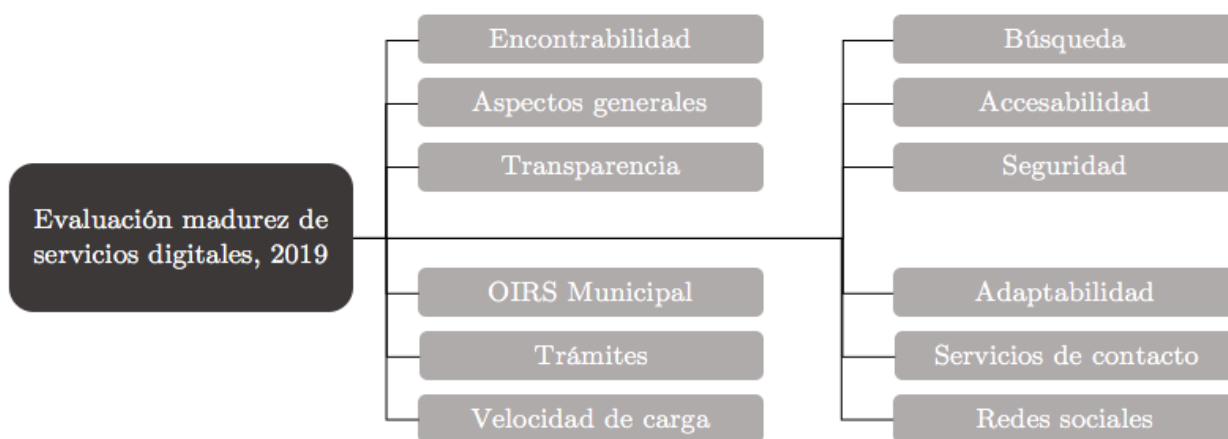 Evaluación madurez de
servicios digitales, 2019
Encontrabilidad
Aspectos generales
Transparencia
OIRS Municipal
Trámites
Velocidad de carga
Búsqueda
Accesabilidad
Seguridad
Adaptabilidad
Servicios de contacto
Redes sociales